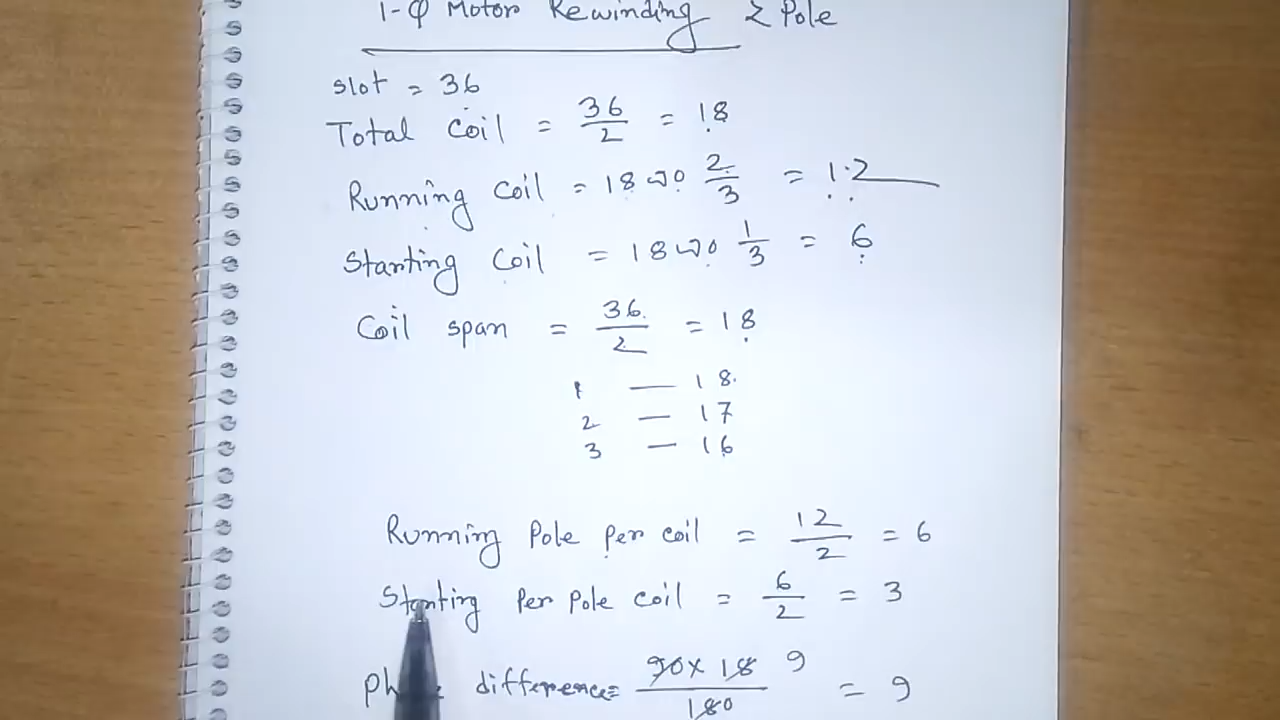 1-φ Motor Rewinding 2 Pole
slot = 36
Total coil = 36/2 = 18
Running coil = 18 का 2/3 = 12
Starting coil = 18 का 1/3 = 6
Coil span = 36/2 = 18
1 — 18
2 — 17
3 — 16
Running Pole Per coil = 12/2 = 6
Starting Per Pole coil = 6/2 = 3
difference = 90 x 18/180 9 = 9